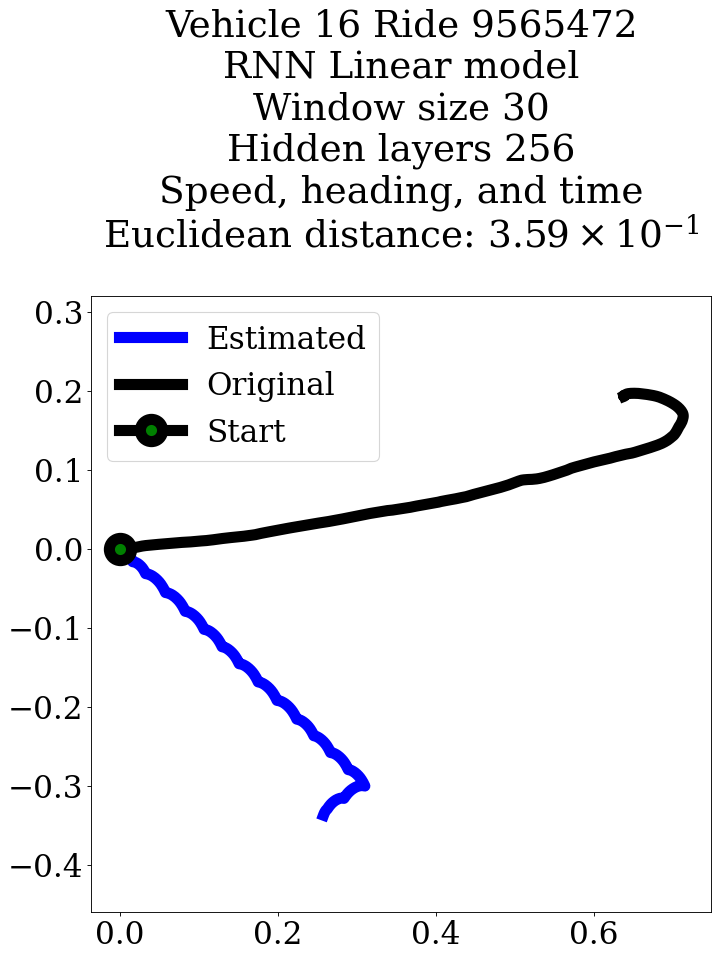 Vehicle 16 Ride 9565472
RNN Linear model
Window size 30
Hidden layers 256
Speed, heading, and time
Euclidean distance: 3.59 × 10⁻¹
Estimated
Original
Start
0.3
0.2
0.1
0.0
−0.1
−0.2
−0.3
−0.4
0.0 0.2 0.4 0.6